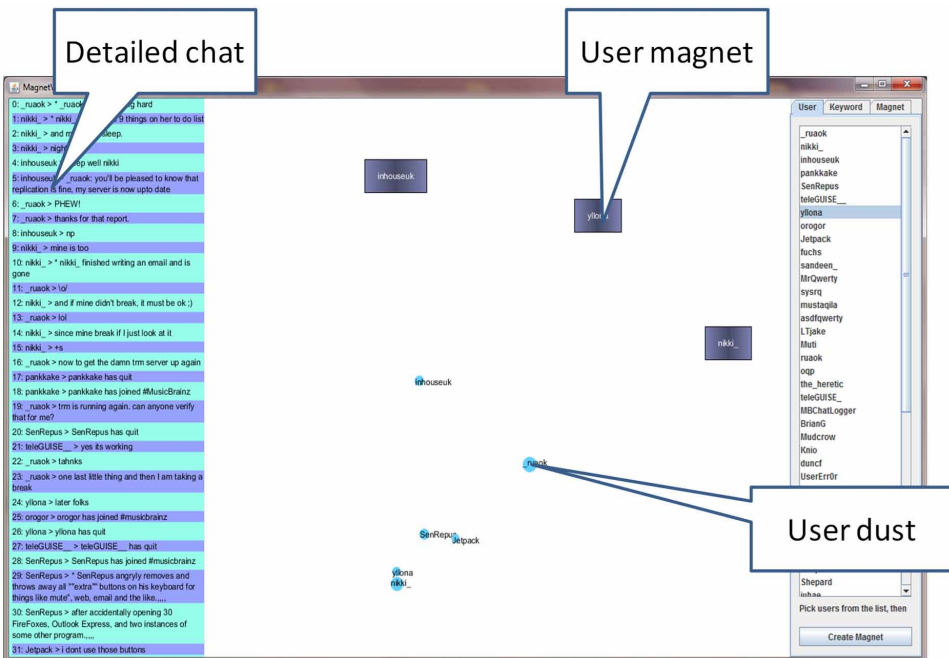 Detailed chat
User magnet
Magnet
0: _ruaok > * _ruaok g hard
1: nikki_ > * nikki_ 9 things on her to do list
2: nikki_ > and m sleep.
3: nikki_ > nigh
4: inhouseuk ep well nikki
5: inhouseuk _ruaok: you'll be pleased to know that
replication is fine, my server is now upto date
6: _ruaok > PHEW!
7: _ruaok > thanks for that report.
8: inhouseuk > np
9: nikki_ > mine is too
10: nikki_ > * nikki_ finished writing an email and is
gone
11: _ruaok > \o/
12: nikki_ > and if mine didn't break, it must be ok ;)
13: _ruaok > lol
14: nikki_ > since mine break if I just look at it
15: nikki_ > +s
16: _ruaok > now to get the damn trm server up again
17: pankkake > pankkake has quit
18: pankkake > pankkake has joined #MusicBrainz
19: _ruaok > trm is running again. can anyone verify
that for me?
20: SenRepus > SenRepus has quit
21: teleGUISE__ > yes its working
22: _ruaok > tahnks
23: _ruaok > one last little thing and then I am taking a
break
24: yllona > later folks
25: orogor > orogor has joined #musicbrainz
26: yllona > yllona has quit
27: teleGUISE__ > teleGUISE__ has quit
28: SenRepus > SenRepus has joined #musicbrainz
29: SenRepus > * SenRepus angryly removes and
throws away all ""extra"" buttons on his keyboard for
things like mute", web, email and the like.,,,,
30: SenRepus > after accidentally opening 30
FireFoxes, Outlook Express, and two instances of
some other program.,,,,
31: Jetpack > i dont use those buttons
inhouseuk
yllona
nikki_
inhouseuk
_ruaok
SenRepus
Jetpack
yllona
nikki_
User Keyword Magnet
_ruaok
nikki_
inhouseuk
pankkake
SenRepus
teleGUISE__
yllona
orogor
Jetpack
fuchs
sandeen_
MrQwerty
sysrq
mustaqila
asdfqwerty
LTjake
Muti
ruaok
oqp
the_heretic
teleGUISE_
MBChatLogger
BrianG
Mudcrow
Knio
duncf
UserErr0r
User dust
Shepard
Pick users from the list, then
Create Magnet